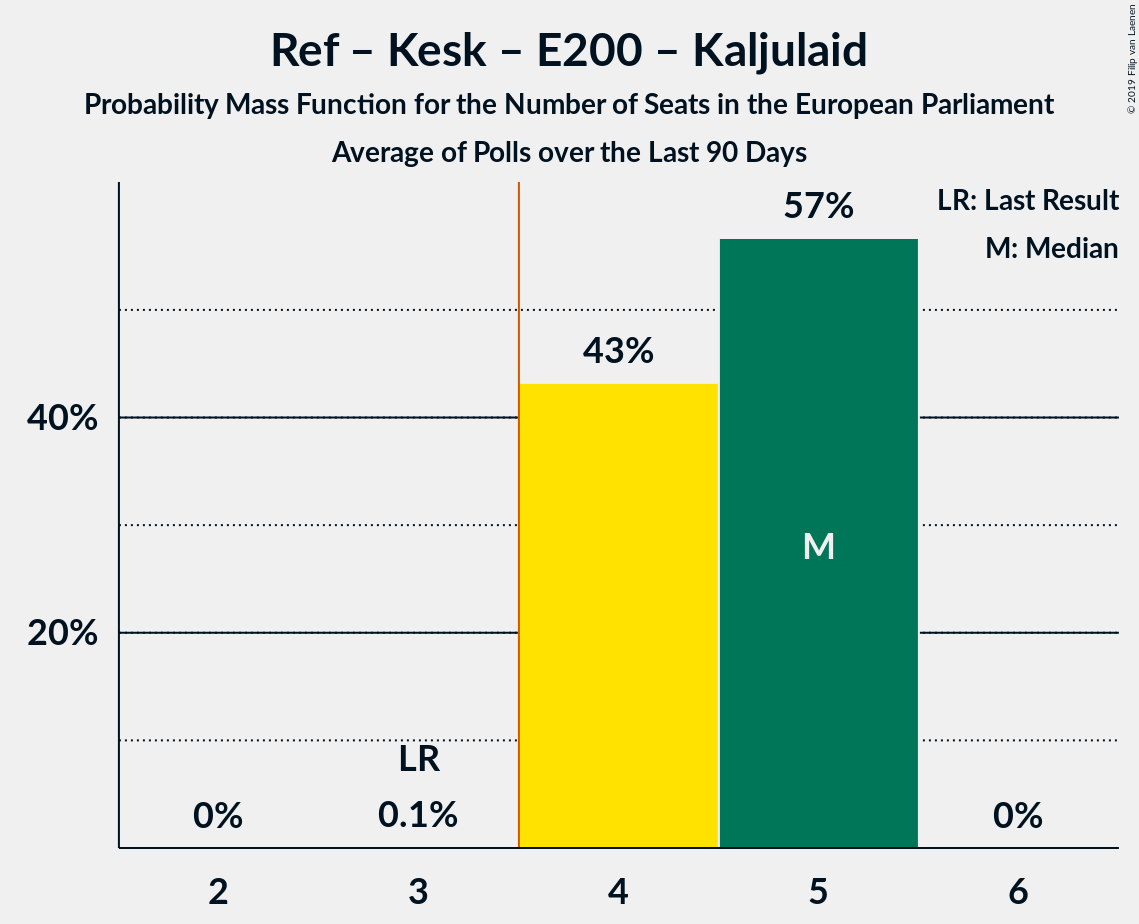 Ref – Kesk – E200 – Kaljulaid
Probability Mass Function for the Number of Seats in the European Parliament
Average of Polls over the Last 90 Days
© 2019 Filip van Laenen
LR: Last Result
M: Median
57%
43%
40%
20%
M
LR
0%
0.1%
0%
2
3
4
5
6